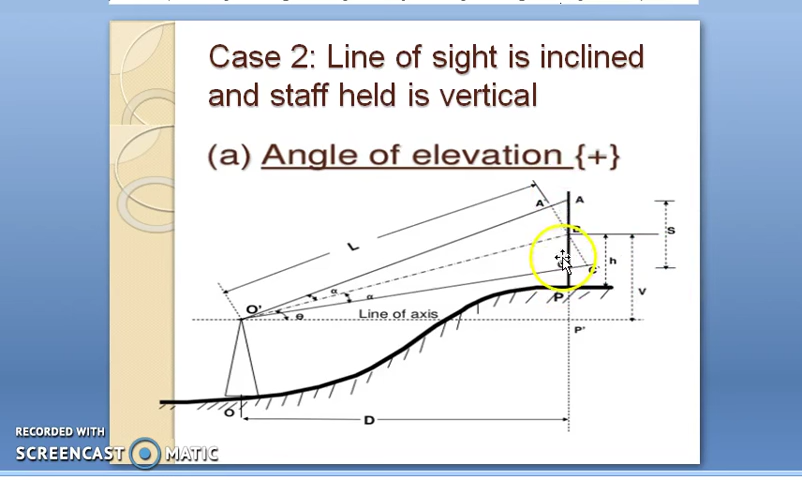 Case 2: Line of sight is inclined
and staff held is vertical
(a) Angle of elevation {+}
A' A
B
S
L
C'
h
V
α
α
O'
θ
Line of axis
P
P'
O
D
RECORDED WITH
SCREENCAST MATIC